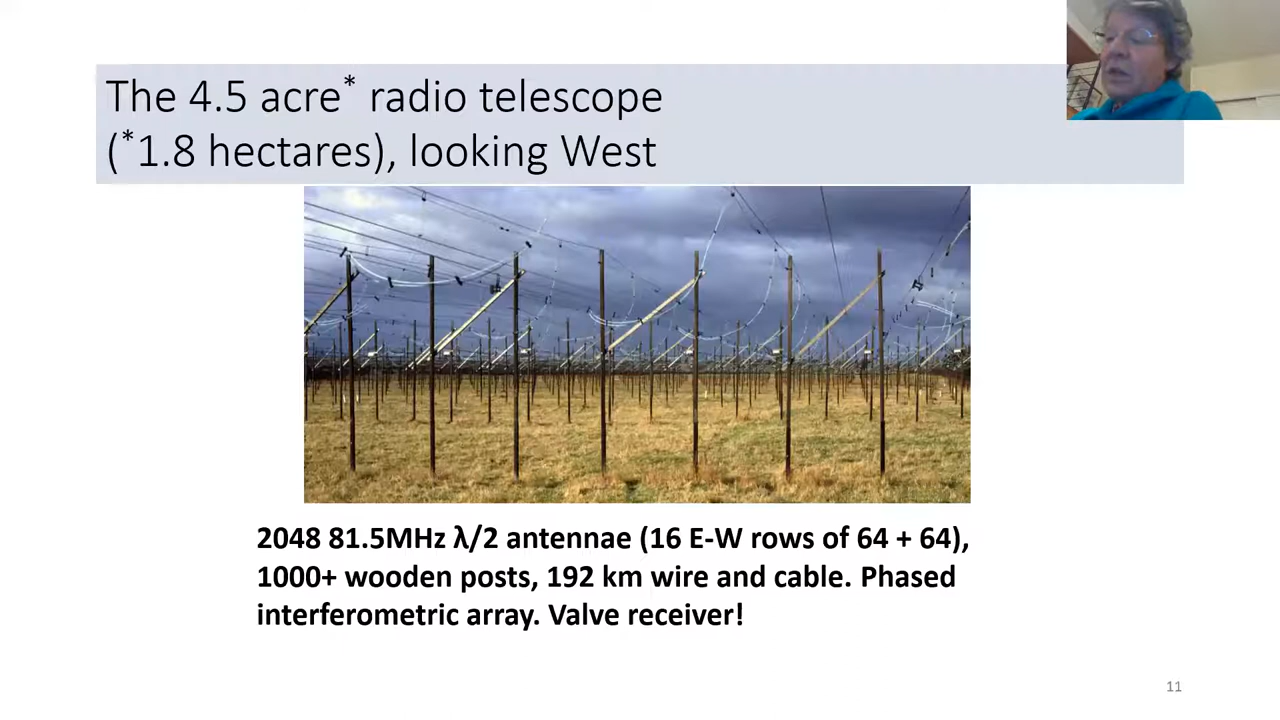 The 4.5 acre* radio telescope
(*1.8 hectares), looking West
2048 81.5MHz λ/2 antennae (16 E-W rows of 64 + 64),
1000+ wooden posts, 192 km wire and cable. Phased
interferometric array. Valve receiver!
11